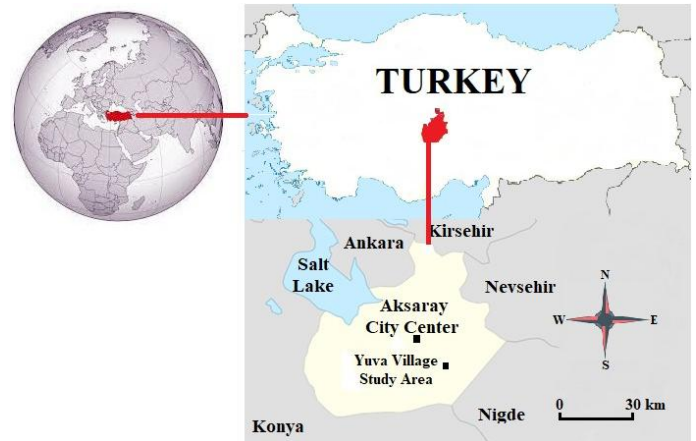 TURKEY
Kirsehir
Ankara
Salt
Lake
Nevsehir
Aksaray
City Center
Yuva Village
Study Area
N
W
E
S
0 30 km
Nigde
Konya